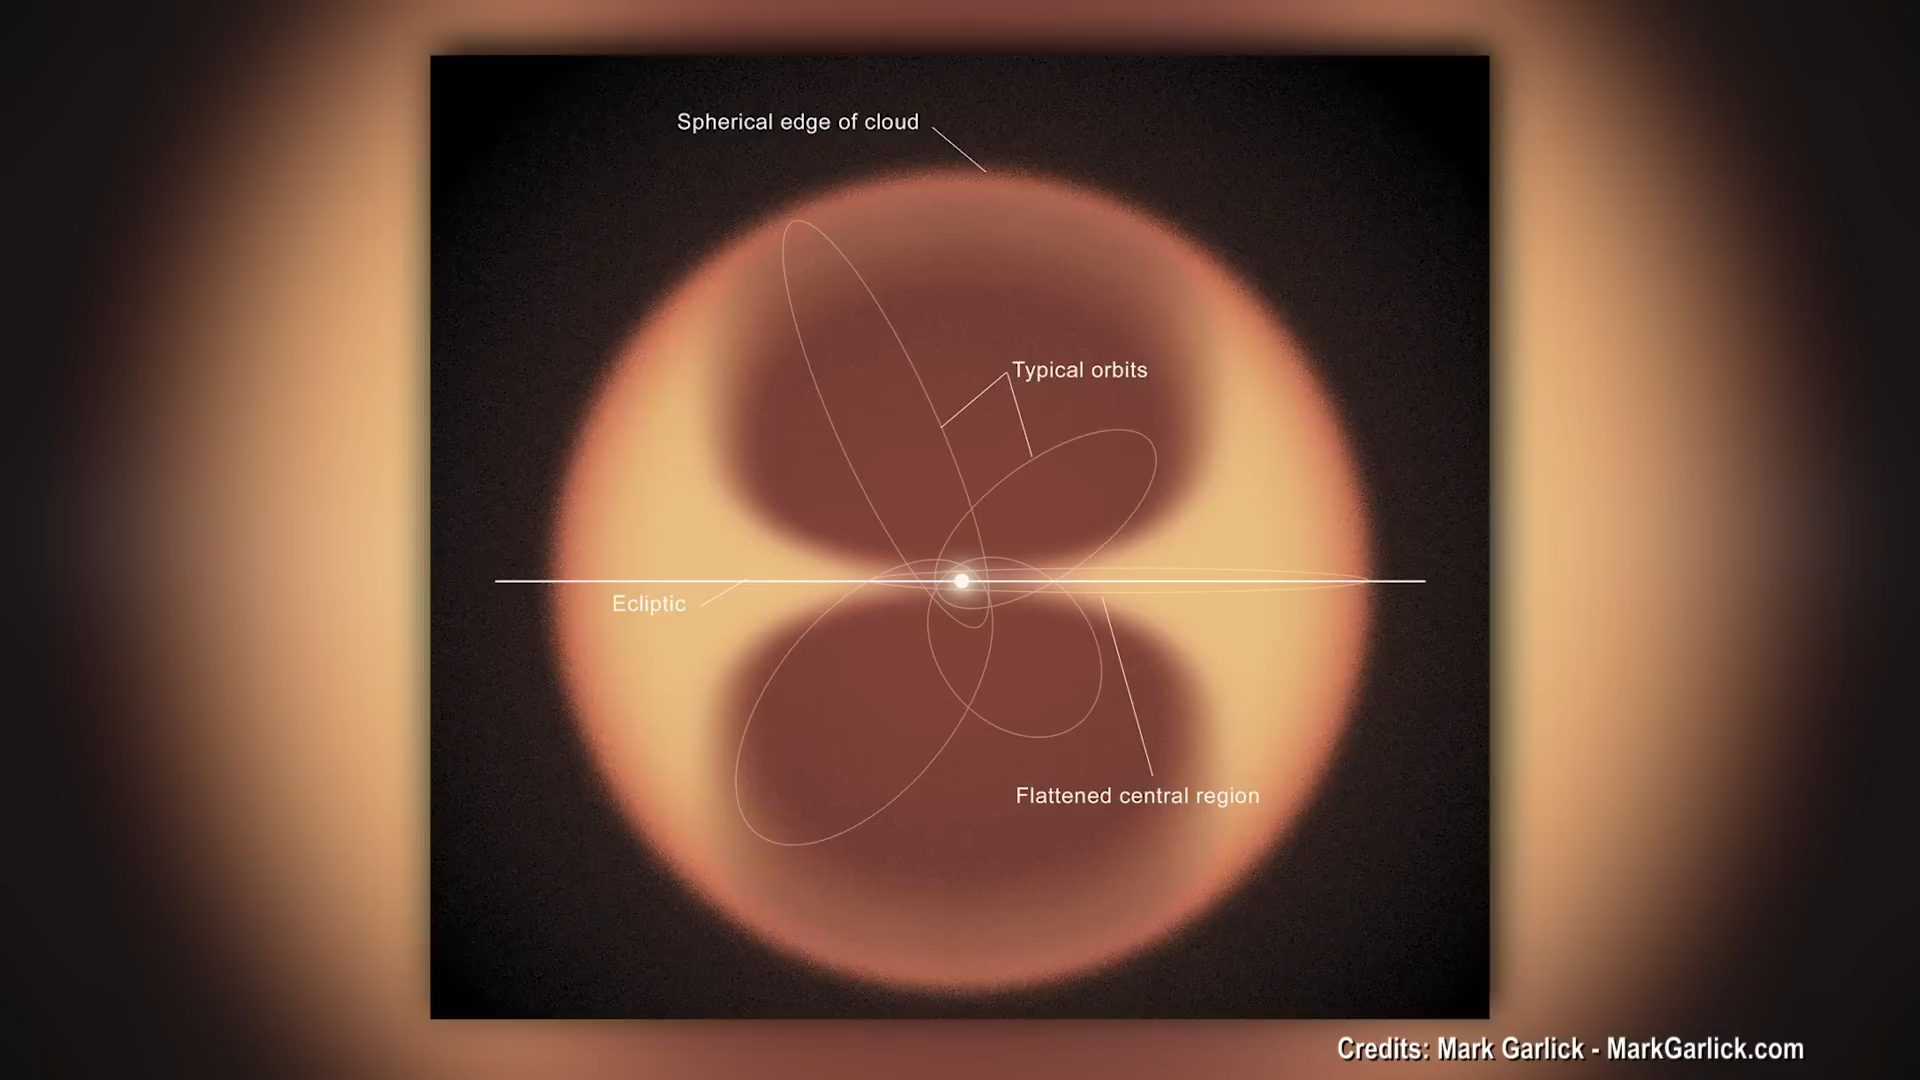 Spherical edge of cloud
Typical orbits
Ecliptic
Flattened central region
Credits: Mark Garlick - MarkGarlick.com